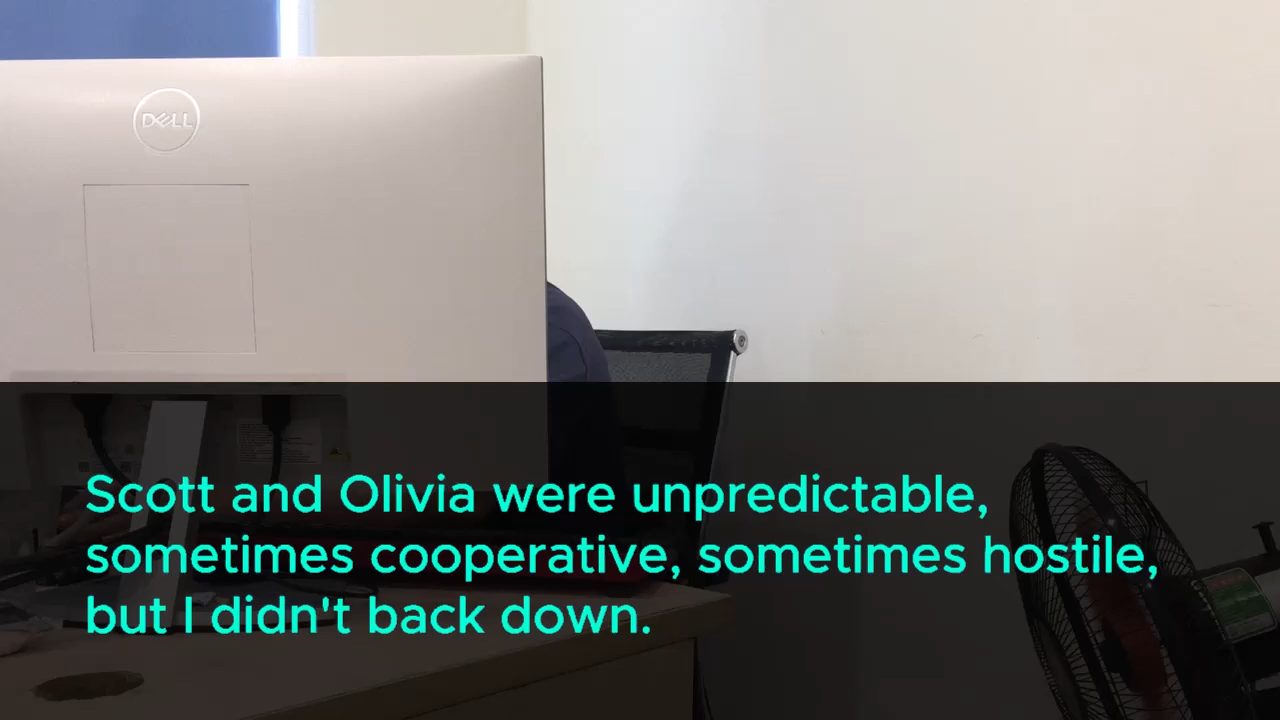 DELL
Scott and Olivia were unpredictable,
sometimes cooperative, sometimes hostile,
but I didn't back down.